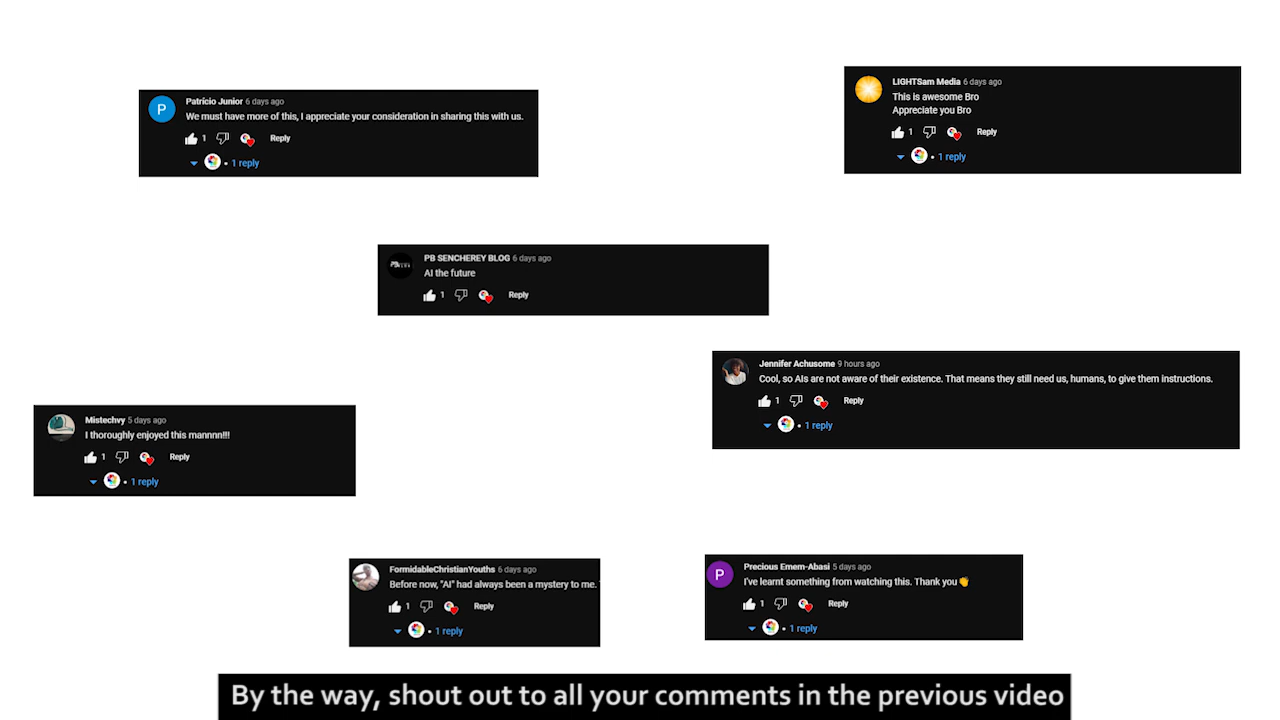 Patrício Junior 6 days ago
We must have more of this, I appreciate your consideration in sharing this with us.
1 Reply
1 reply
LIGHTSam Media 6 days ago
This is awesome Bro
Appreciate you Bro
1 Reply
1 reply
PB SENCHEREY BLOG 6 days ago
AI the future
1 Reply
Jennifer Achusome 9 hours ago
Cool, so AIs are not aware of their existence. That means they still need us, humans, to give them instructions.
1 Reply
1 reply
Mistechvy 5 days ago
I thoroughly enjoyed this mannnn!!!
1 Reply
1 reply
FormidableChristianYouths 6 days ago
Before now, "AI" had always been a mystery to me.
1 Reply
1 reply
P
Precious Emem-Abasi 5 days ago
I've learnt something from watching this. Thank you 👏
1 Reply
1 reply
By the way, shout out to all your comments in the previous video